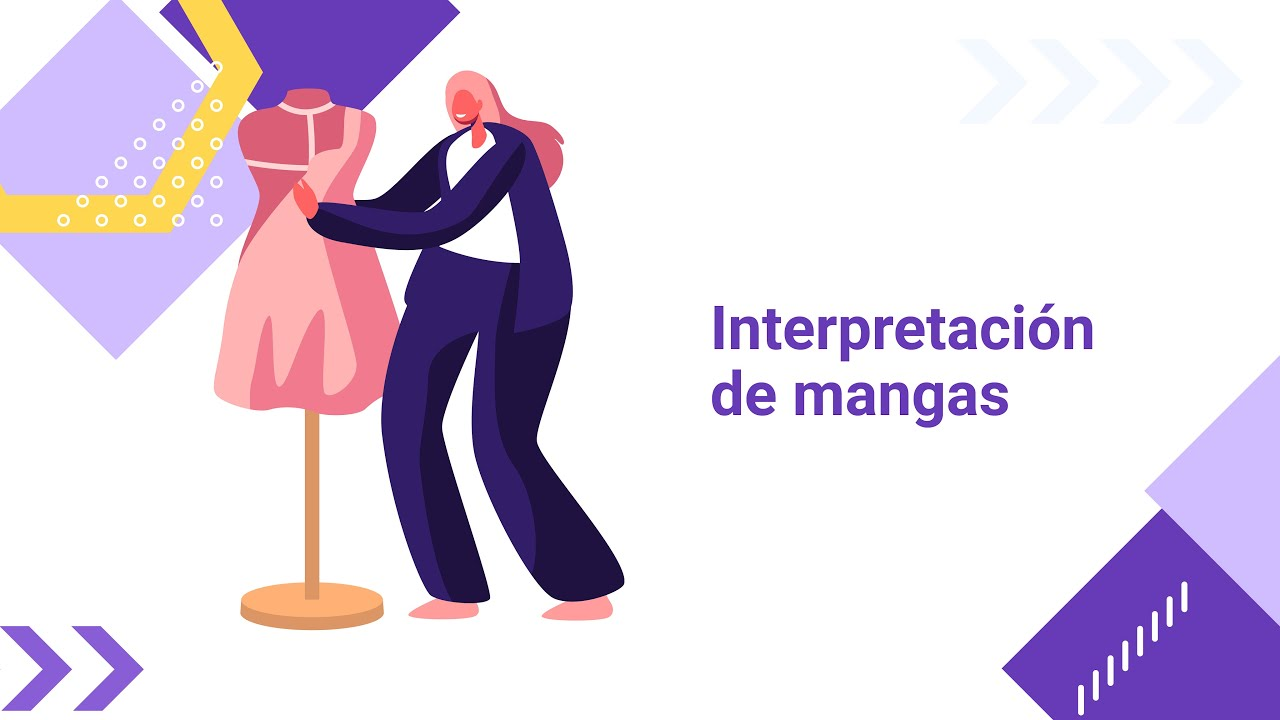 Interpretación
de mangas